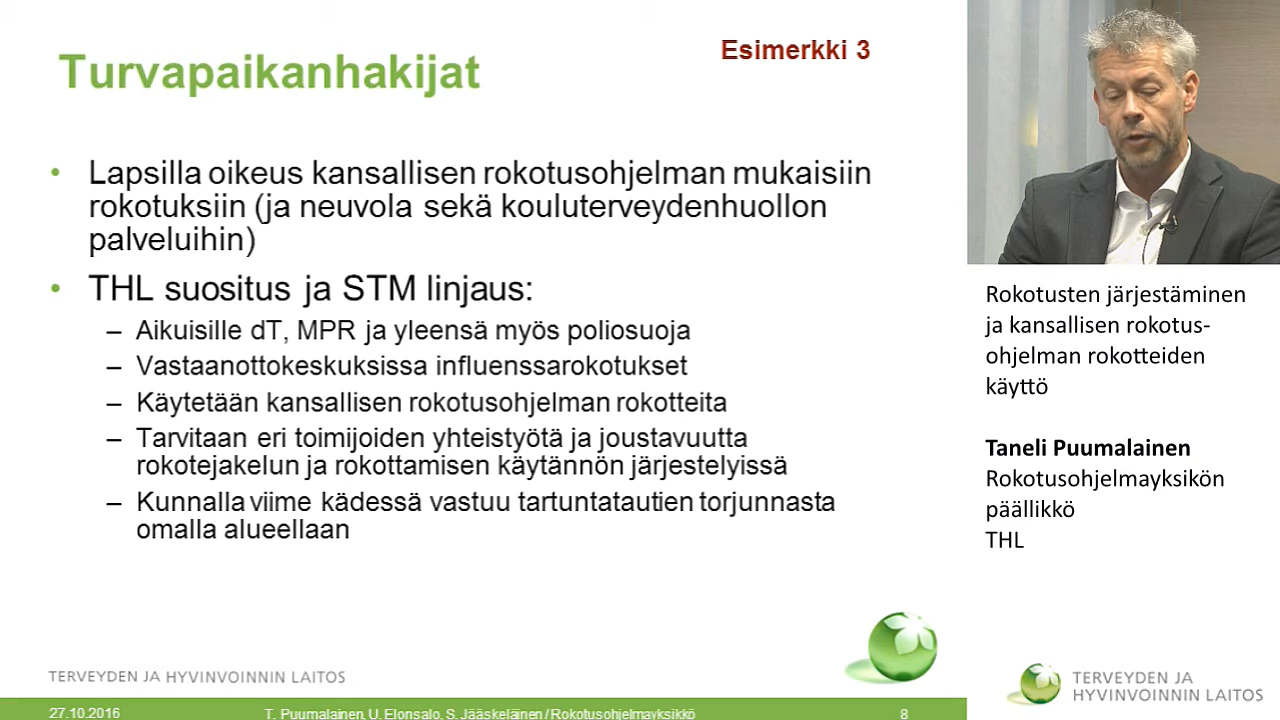 Turvapaikanhakijat
Esimerkki 3
• Lapsilla oikeus kansallisen rokotusohjelman mukaisiin
rokotuksiin (ja neuvola sekä kouluterveydenhuollon
palveluihin)
• THL suositus ja STM linjaus:
– Aikuisille dT, MPR ja yleensä myös poliosuoja
– Vastaanottokeskuksissa influenssarokotukset
– Käytetään kansallisen rokotusohjelman rokotteita
– Tarvitaan eri toimijoiden yhteistyötä ja joustavuutta
rokotejakelun ja rokottamisen käytännön järjestelyissä
– Kunnalla viime kädessä vastuu tartuntatautien torjunnasta
omalla alueellaan
TERVEYDEN JA HYVINVOINNIN LAITOS
27.10.2016
T. Puumalainen, U. Elonsalo, S. Jääskeläinen / Rokotusohjelmayksikkö
8
Rokotusten järjestäminen
ja kansallisen rokotus-
ohjelman rokotteiden
käyttö
Taneli Puumalainen
Rokotusohjelmayksikön
päällikkö
THL
TERVEYDEN JA
HYVINVOINNIN LAITOS